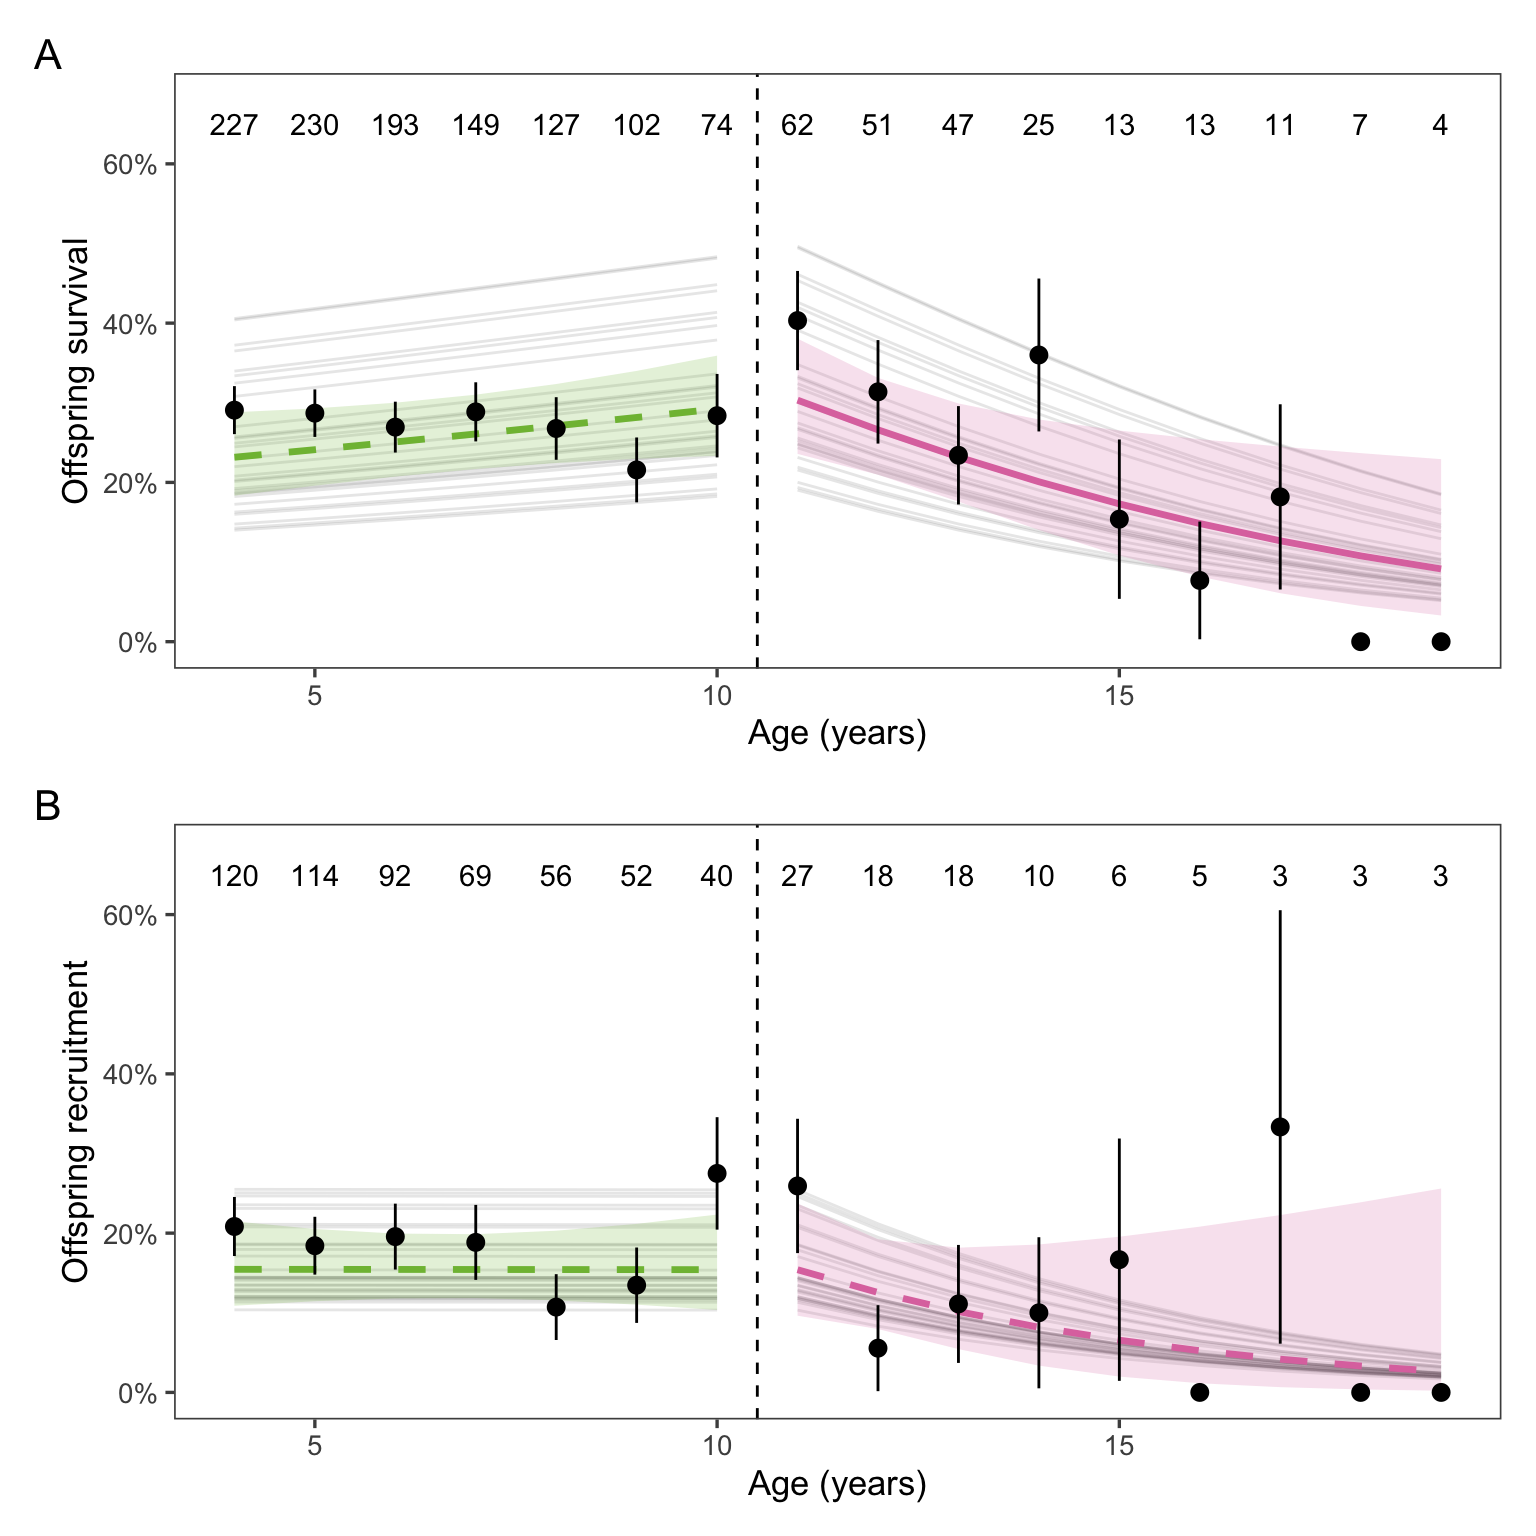 A
227 230 193 149 127 102 74 62 51 47 25 13 13 11 7 4
60%
40%
20%
0%
Offspring survival
5 10 15
Age (years)
B
120 114 92 69 56 52 40 27 18 18 10 6 5 3 3 3
60%
40%
20%
0%
Offspring recruitment
5 10 15
Age (years)